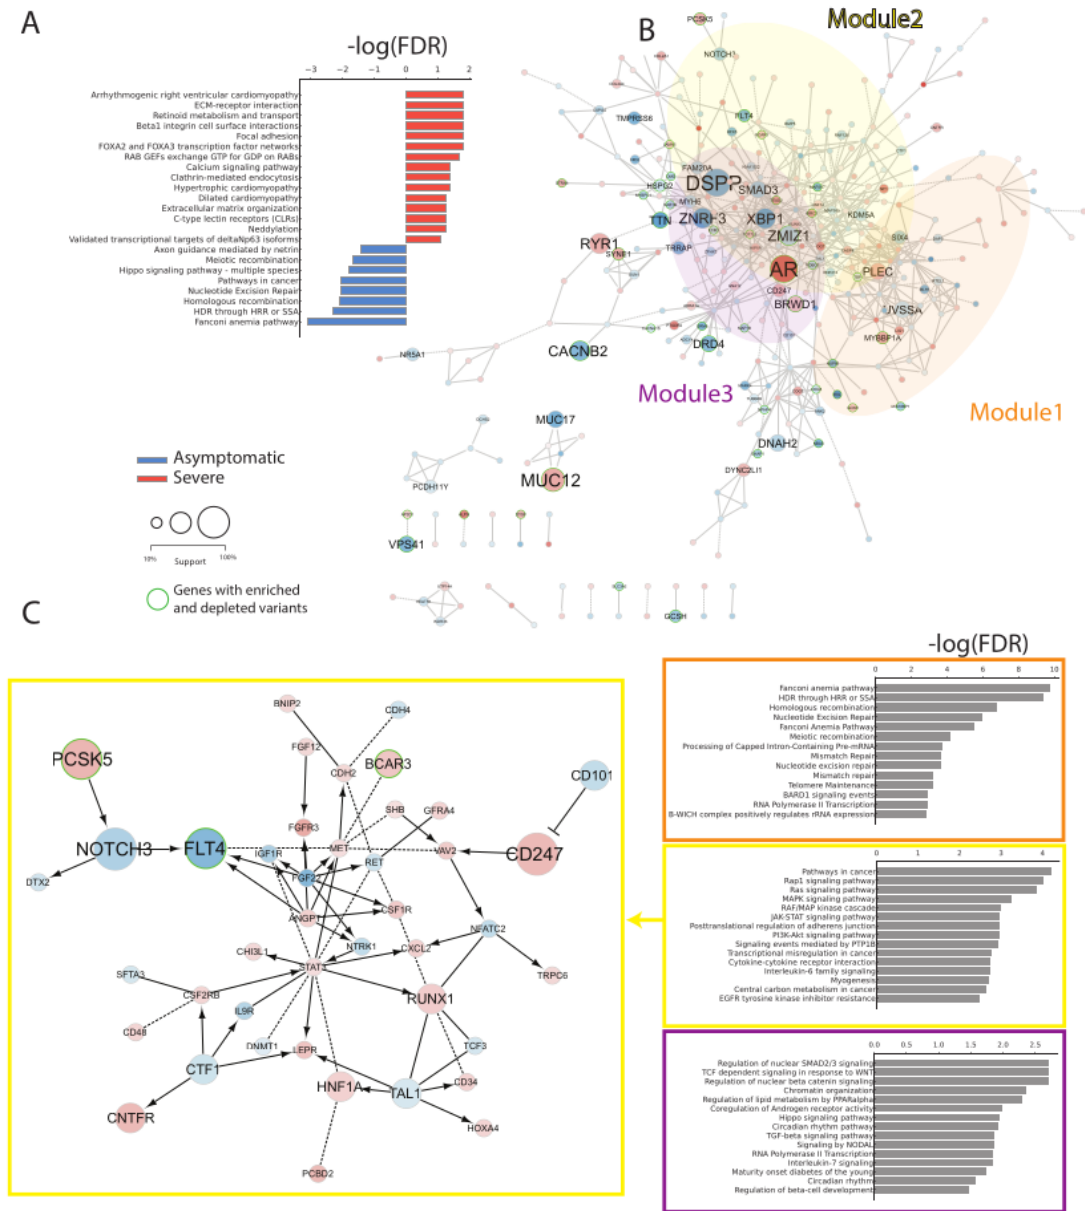 A
-log(FDR)
−3 −2 −1 0 1 2
Arrhythmogenic right ventricular cardiomyopathy
ECM-receptor interaction
Retinoid metabolism and transport
Beta1 integrin cell surface interactions
Focal adhesion
FOXA2 and FOXA3 transcription factor networks
RAB GEFs exchange GTP for GDP on RABs
Calcium signaling pathway
Clathrin-mediated endocytosis
Hypertrophic cardiomyopathy
Dilated cardiomyopathy
Extracellular matrix organization
C-type lectin receptors (CLRs)
Neddylation
Validated transcriptional targets of deltaNp63 isoforms
Axon guidance mediated by netrin
Meiotic recombination
Hippo signaling pathway - multiple species
Pathways in cancer
Nucleotide Excision Repair
Homologous recombination
HDR through HRR or SSA
Fanconi anemia pathway
Asymptomatic
Severe
10% 100%
Support
Genes with enriched
and depleted variants
B
Module2
PCSK5
NOTCH3
TMPRSS6
FLT4
FAM20A
HSPG2
DSPP
SMAD3
MYH6
TTN
ZNRF3
XBP1
KDM5A
ZMIZ1
SIX4
RYR1
SYNE1
TRRAP
AR
PLEC
CD247
BRWD1
UVSSA
MYBBP1A
DRD4
CACNB2
NR5A1
Module3
Module1
MUC17
DNAH2
DYNC2LI1
PCDH11Y
MUC12
VPS41
GCSH
C
PCSK5
NOTCH3
DTX2
FLT4
BNIP2
CDH4
FGF12
CDH2
BCAR3
CD101
SHB
GFRA4
FGFR3
MET
VAV2
CD247
IGF1R
RET
FGF22
ANGP1
CSF1R
NFATC2
NTRK1
CXCL2
CHI3L1
STAT3
TRPC6
SFTA3
CSF2RB
RUNX1
IL9R
CD48
DNMT1
LEPR
TCF3
CTF1
HNF1A
TAL1
CD34
CNTFR
HOXA4
PCBD2
-log(FDR)
0 2 4 6 8 10
Fanconi anemia pathway
HDR through HRR or SSA
Homologous recombination
Nucleotide Excision Repair
Fanconi Anemia Pathway
Meiotic recombination
Processing of Capped Intron-Containing Pre-mRNA
Mismatch Repair
Nucleotide excision repair
Mismatch repair
Telomere Maintenance
BARD1 signaling events
RNA Polymerase II Transcription
B-WICH complex positively regulates rRNA expression
0 1 2 3 4
Pathways in cancer
Rap1 signaling pathway
Ras signaling pathway
MAPK signaling pathway
RAF/MAP kinase cascade
JAK-STAT signaling pathway
Posttranslational regulation of adherens junction
PI3K-Akt signaling pathway
Signaling events mediated by PTP1B
Transcriptional misregulation in cancer
Cytokine-cytokine receptor interaction
Interleukin-6 family signaling
Myogenesis
Central carbon metabolism in cancer
EGFR tyrosine kinase inhibitor resistance
0.0 0.5 1.0 1.5 2.0 2.5
Regulation of nuclear SMAD2/3 signaling
TCF dependent signaling in response to WNT
Regulation of nuclear beta catenin signaling
Chromatin organization
Regulation of lipid metabolism by PPARalpha
Coregulation of Androgen receptor activity
Hippo signaling pathway
Circadian rhythm pathway
TGF-beta signaling pathway
Signaling by NODAL
RNA Polymerase II Transcription
Interleukin-7 signaling
Maturity onset diabetes of the young
Circadian rhythm
Regulation of beta-cell development